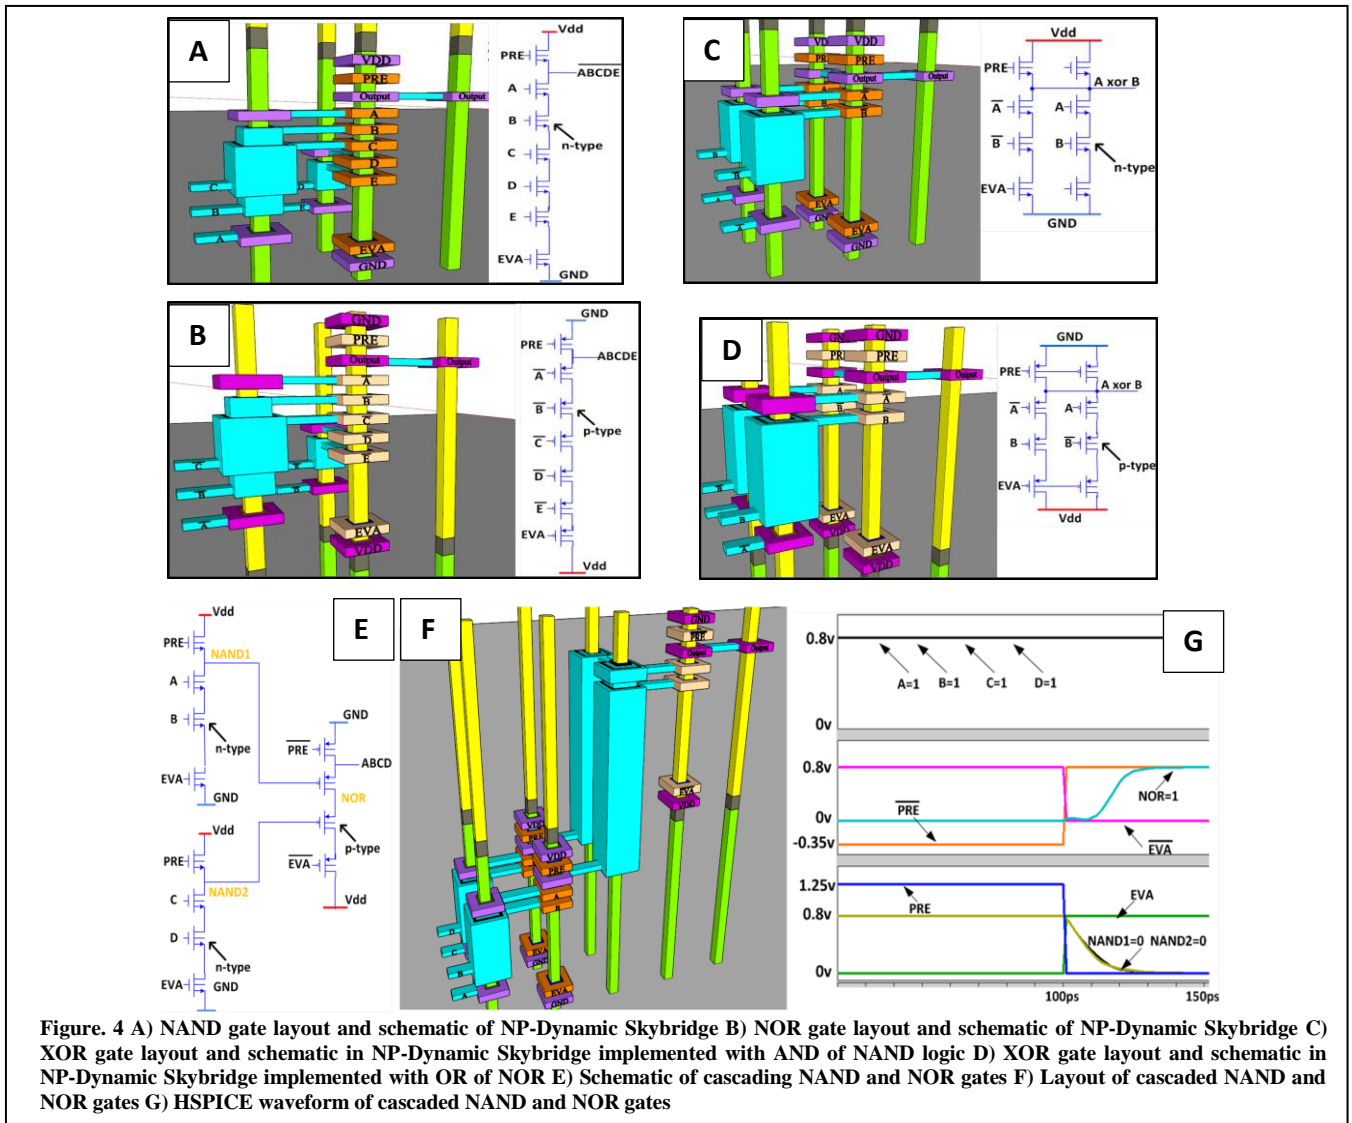 A
VDD
PRE
Output
Output
A
B
C
D
E
C
B
A
D
E
EVA
GND
Vdd
PRE
A̅B̅C̅D̅E̅
A
B
n-type
C
D
E
EVA
GND
C
VDD
PRE
Output
A
B
B
B
A
A̅
EVA
EVA
GND
Vdd
PRE
A xor B
A̅
A
B̅
B
n-type
EVA
GND
B
GND
PRE
Output
Output
A̅
B̅
C̅
D̅
E̅
C̅
B̅
A̅
EVA
VDD
GND
PRE
ABCDE
A̅
B̅
p-type
C̅
D̅
E̅
EVA
Vdd
D
GND
GND
PRE
PRE
Output
Output
A
A̅
B̅
B
B̅
B
A̅
EVA
EVA
VDD
VDD
GND
PRE
A xor B
A̅
A
B
B̅
p-type
EVA
Vdd
E
Vdd
PRE
NAND1
A
B
n-type
EVA
GND
GND
P̅R̅E̅
ABCD
NOR
p-type
E̅V̅A̅
Vdd
Vdd
PRE
NAND2
C
D
n-type
EVA
GND
F
GND
PRE
Output
Output
EVA
VDD
VDD
PRE
VDD
PRE
A
B
D
C
B
A
EVA
GND
EVA
GND
G
0.8v
A=1 B=1 C=1 D=1
0v
0.8v
NOR=1
0v
P̅R̅E̅
E̅V̅A̅
-0.35v
1.25v
PRE
EVA
0.8v
NAND1=0 NAND2=0
0v
100ps 150ps
Figure. 4 A) NAND gate layout and schematic of NP-Dynamic Skybridge B) NOR gate layout and schematic of NP-Dynamic Skybridge C)
XOR gate layout and schematic in NP-Dynamic Skybridge implemented with AND of NAND logic D) XOR gate layout and schematic in
NP-Dynamic Skybridge implemented with OR of NOR E) Schematic of cascading NAND and NOR gates F) Layout of cascaded NAND and
NOR gates G) HSPICE waveform of cascaded NAND and NOR gates